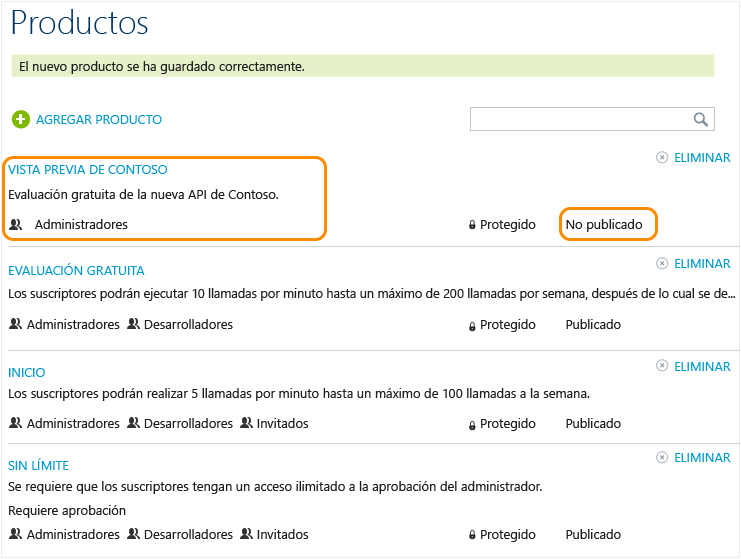 Productos
El nuevo producto se ha guardado correctamente.
AGREGAR PRODUCTO
ELIMINAR
VISTA PREVIA DE CONTOSO
Evaluación gratuita de la nueva API de Contoso.
Administradores Protegido No publicado
ELIMINAR
EVALUACIÓN GRATUITA
Los suscriptores podrán ejecutar 10 llamadas por minuto hasta un máximo de 200 llamadas por semana, después de lo cual se de...
Administradores Desarrolladores Protegido Publicado
ELIMINAR
INICIO
Los suscriptores podrán realizar 5 llamadas por minuto hasta un máximo de 100 llamadas a la semana.
Administradores Desarrolladores Invitados Protegido Publicado
ELIMINAR
SIN LÍMITE
Se requiere que los suscriptores tengan un acceso ilimitado a la aprobación del administrador.
Requiere aprobación
Administradores Desarrolladores Invitados Protegido Publicado